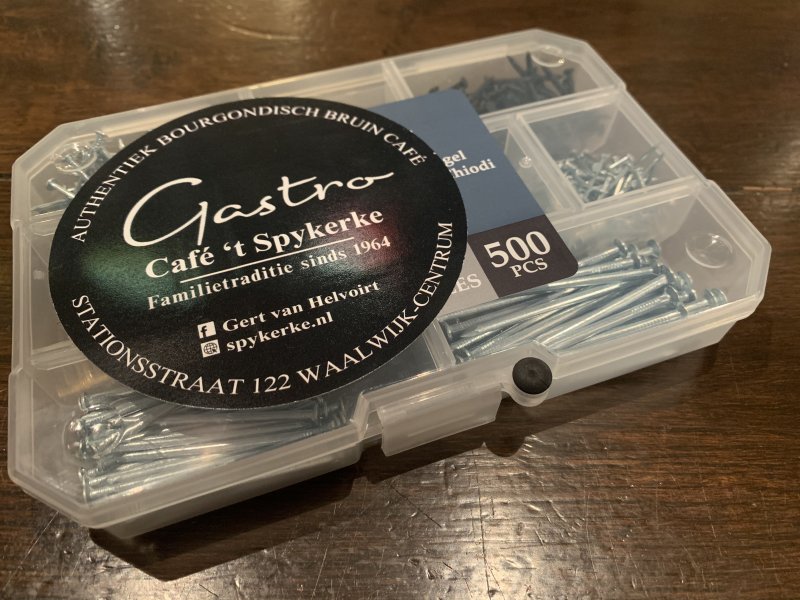 AUTHENTIEK BOURGONDISCH BRUIN CAFÉ
Gastro
Café ‘t Spykerke
Familietraditie sinds 1964
Gert van Helvoirt
spykerke.nl
STATIONSSTRAAT 122 WAALWIJK-CENTRUM
500
PCS